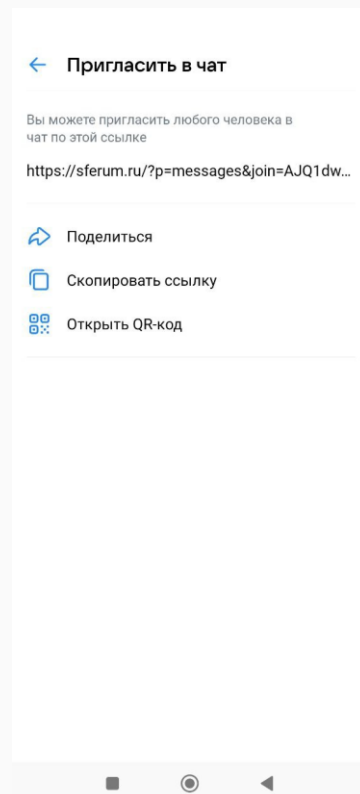 Пригласить в чат
Вы можете пригласить любого человека в
чат по этой ссылке
https://sferum.ru/?p=messages&join=AJQ1dw...
Поделиться
Скопировать ссылку
Открыть QR-код